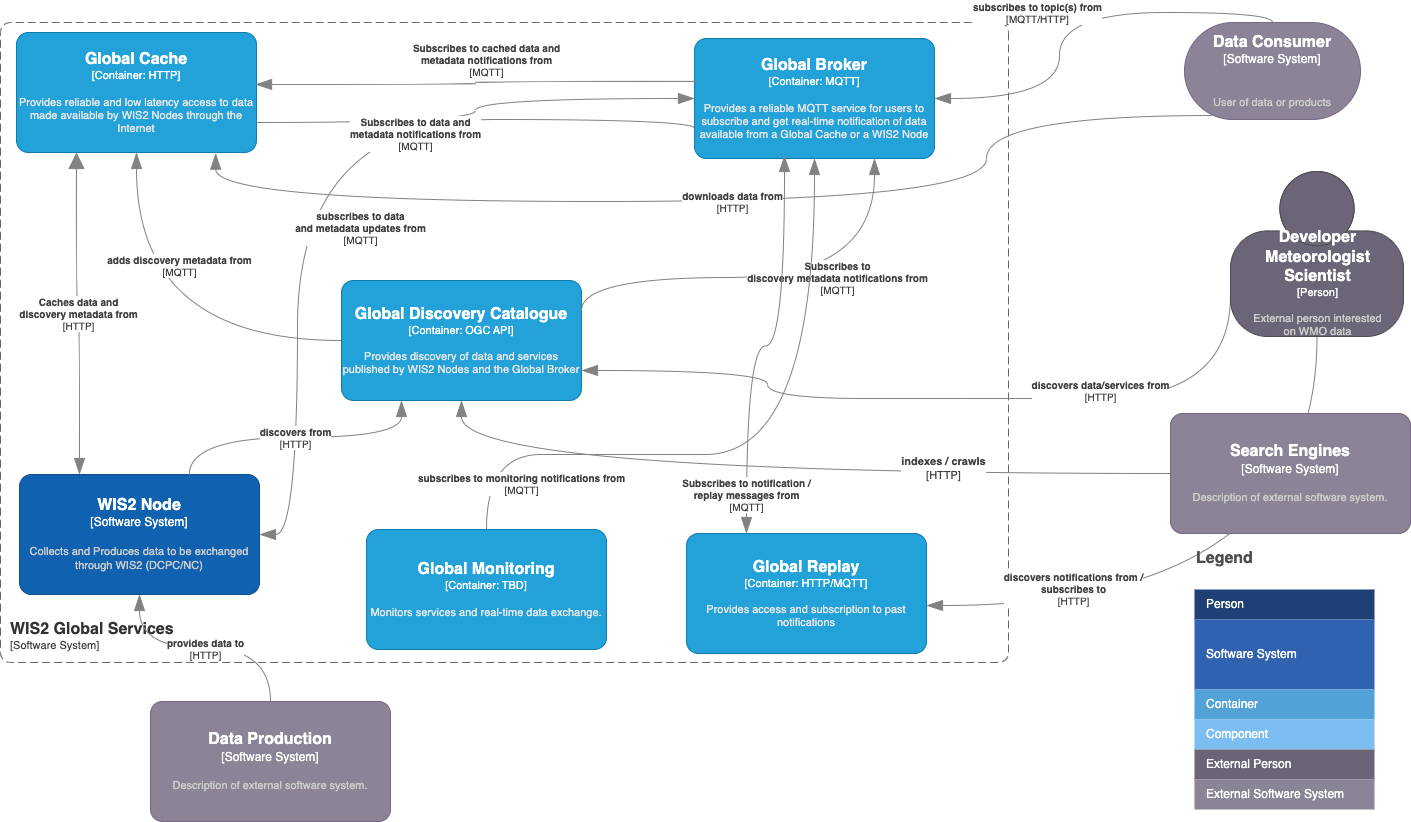 subscribes to topic(s) from
[MQTT/HTTP]
Global Cache
[Container: HTTP]
Provides reliable and low latency access to data
made available by WIS2 Nodes through the
Internet
Subscribes to cached data and
metadata notifications from
[MQTT]
Global Broker
[Container: MQTT]
Provides a reliable MQTT service for users to
subscribe and get real-time notification of data
available from a Global Cache or a WIS2 Node
Data Consumer
[Software System]
User of data or products
Subscribes to data and
metadata notifications from
[MQTT]
downloads data from
[HTTP]
subscribes to data
and metadata updates from
[MQTT]
Developer
Meteorologist
Scientist
[Person]
External person interested
on WMO data
adds discovery metadata from
[MQTT]
Subscribes to
discovery metadata notifications from
[MQTT]
Caches data and
discovery metadata from
[HTTP]
Global Discovery Catalogue
[Container: OGC API]
Provides discovery of data and services
published by WIS2 Nodes and the Global Broker
discovers data/services from
[HTTP]
discovers from
[HTTP]
indexes / crawls
[HTTP]
Search Engines
[Software System]
Description of external software system.
subscribes to monitoring notifications from
[MQTT]
Subscribes to notification /
replay messages from
[MQTT]
WIS2 Node
[Software System]
Collects and Produces data to be exchanged
through WIS2 (DCPC/NC)
Global Monitoring
[Container: TBD]
Monitors services and real-time data exchange.
Global Replay
[Container: HTTP/MQTT]
Provides access and subscription to past
notifications
discovers notifications from /
subscribes to
[HTTP]
WIS2 Global Services
[Software System]
provides data to
[HTTP]
Data Production
[Software System]
Description of external software system.
Legend
Person
Software System
Container
Component
External Person
External Software System